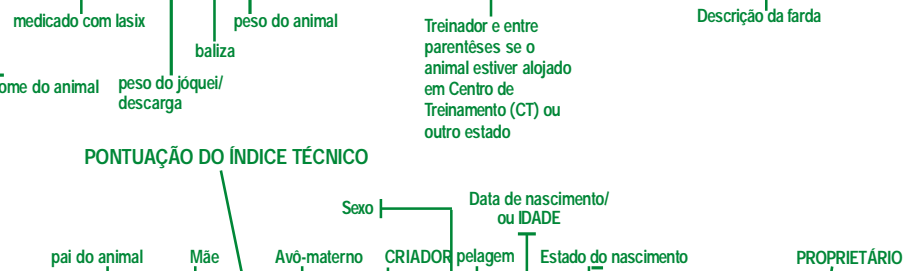 medicado com lasix
peso do animal
Descrição da farda
baliza
Treinador e entre
parentêses se o
animal estiver alojado
em Centro de
Treinamento (CT) ou
outro estado
ome do animal
peso do jóquei/
descarga
PONTUAÇÃO DO ÍNDICE TÉCNICO
Sexo
Data de nascimento/
ou IDADE
pai do animal
Mãe
Avô-materno
CRIADOR
pelagem
Estado do nascimento
PROPRIETÁRIO